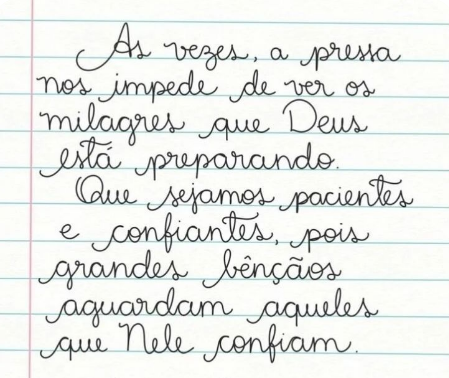 As vezes, a pressa
nos impede de ver os
milagres que Deus
está preparando.
Que sejamos pacientes
e confiantes, pois
grandes bênçãos
aguardam aqueles
que Nele confiam.